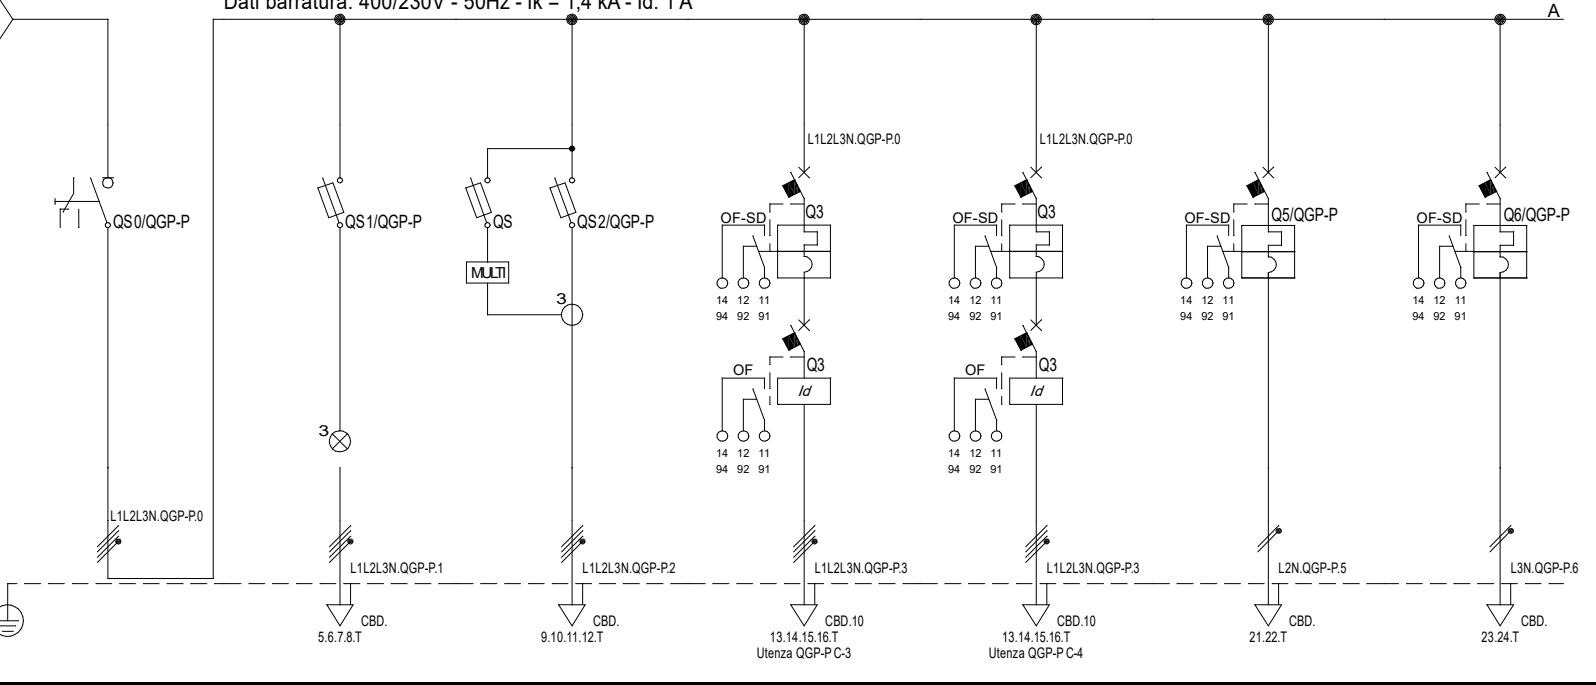 Dati barratura: 400/230V - 50Hz - Ik = 1,4 kA - Id: 1 A
A
L1L2L3N.QGP-P.0
L1L2L3N.QGP-P.0
QS0/QGP-P
QS1/QGP-P
QS
QS2/QGP-P
OF-SD
Q3
OF-SD
Q3
OF-SD
Q5/QGP-P
OF-SD
Q6/QGP-P
MULTI
3
14 12 11
94 92 91
14 12 11
94 92 91
14 12 11
94 92 91
14 12 11
94 92 91
OF
Q3
Id
OF
Q3
Id
3
14 12 11
94 92 91
14 12 11
94 92 91
L1L2L3N.QGP-P.0
L1L2L3N.QGP-P.1
L1L2L3N.QGP-P.2
L1L2L3N.QGP-P.3
L1L2L3N.QGP-P.3
L2N.QGP-P.5
L3N.QGP-P.6
CBD.
5.6.7.8.T
CBD.
9.10.11.12.T
CBD.10
13.14.15.16.T
Utenza QGP-P C-3
CBD.10
13.14.15.16.T
Utenza QGP-P C-4
CBD.
21.22.T
CBD.
23.24.T